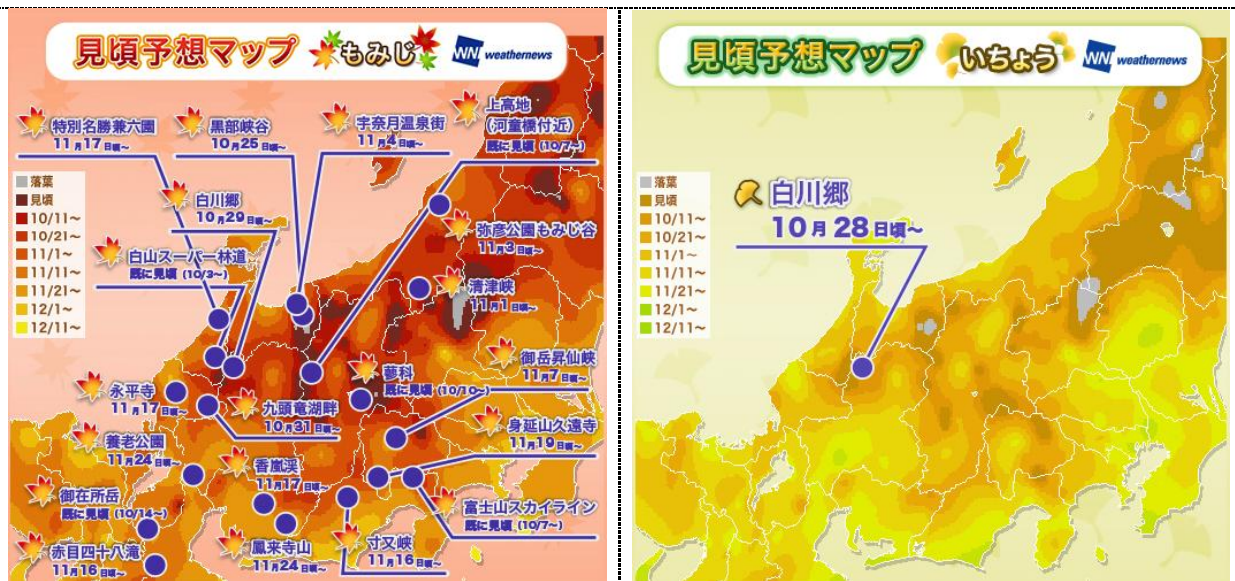 見頃予想マップ もみじ WNI weathernews
特別名勝兼六園
11月17日頃~
黒部峡谷
10月25日頃~
宇奈月温泉街
11月4日頃~
上高地
(河童橋付近)
既に見頃 (10/7~)
落葉
見頃
10/11~
10/21~
11/1~
11/11~
11/21~
12/1~
12/11~
白川郷
10月29日頃~
弥彦公園もみじ谷
11月3日頃~
白山スーパー林道
既に見頃 (10/3~)
清津峡
11月1日頃~
御岳昇仙峡
11月7日頃~
蓼科
既に見頃 (10/10~)
永平寺
11月17日頃~
九頭竜湖畔
10月31日頃~
身延山久遠寺
11月19日頃~
養老公園
11月24日頃~
香嵐渓
11月17日頃~
御在所岳
既に見頃 (10/14~)
富士山スカイライン
既に見頃 (10/7~)
赤目四十八滝
11月16日頃~
鳳来寺山
11月24日頃~
寸又峡
11月16日頃~
見頃予想マップ いちょう WNI weathernews
落葉
見頃
10/11~
10/21~
11/1~
11/11~
11/21~
12/1~
12/11~
白川郷
10月28日頃~